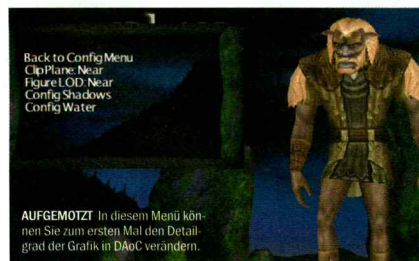 Back to Config Menu
ClipPlane: Near
Figure LOD: Near
Config Shadows
Config Water
AUFGEMOTZT In diesem Menü kön-
nen Sie zum ersten Mal den Detail-
grad der Grafik in DAoC verändern.